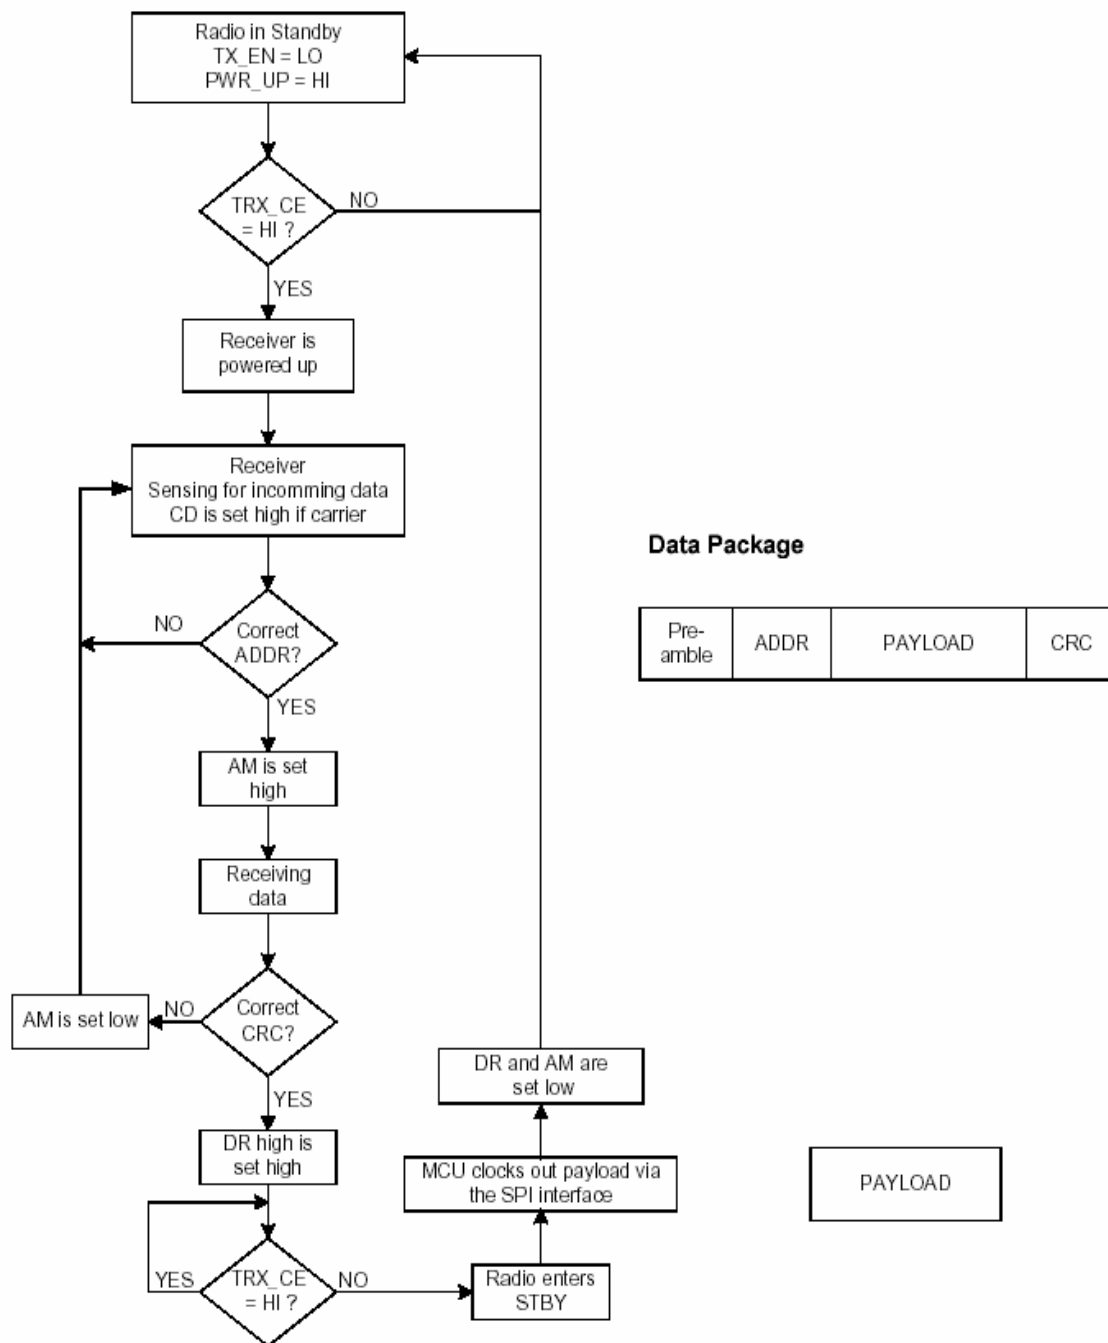 Radio in Standby
TX_EN = LO
PWR_UP = HI
TRX_CE
= HI ?
NO
YES
Receiver is
powered up
Receiver
Sensing for incomming data
CD is set high if carrier
Correct
ADDR?
NO
YES
AM is set
high
Receiving
data
Correct
CRC?
NO
AM is set low
YES
DR high is
set high
TRX_CE
= HI ?
YES
NO
Radio enters
STBY
MCU clocks out payload via
the SPI interface
DR and AM are
set low
Data Package
Pre-
amble
ADDR
PAYLOAD
CRC
PAYLOAD